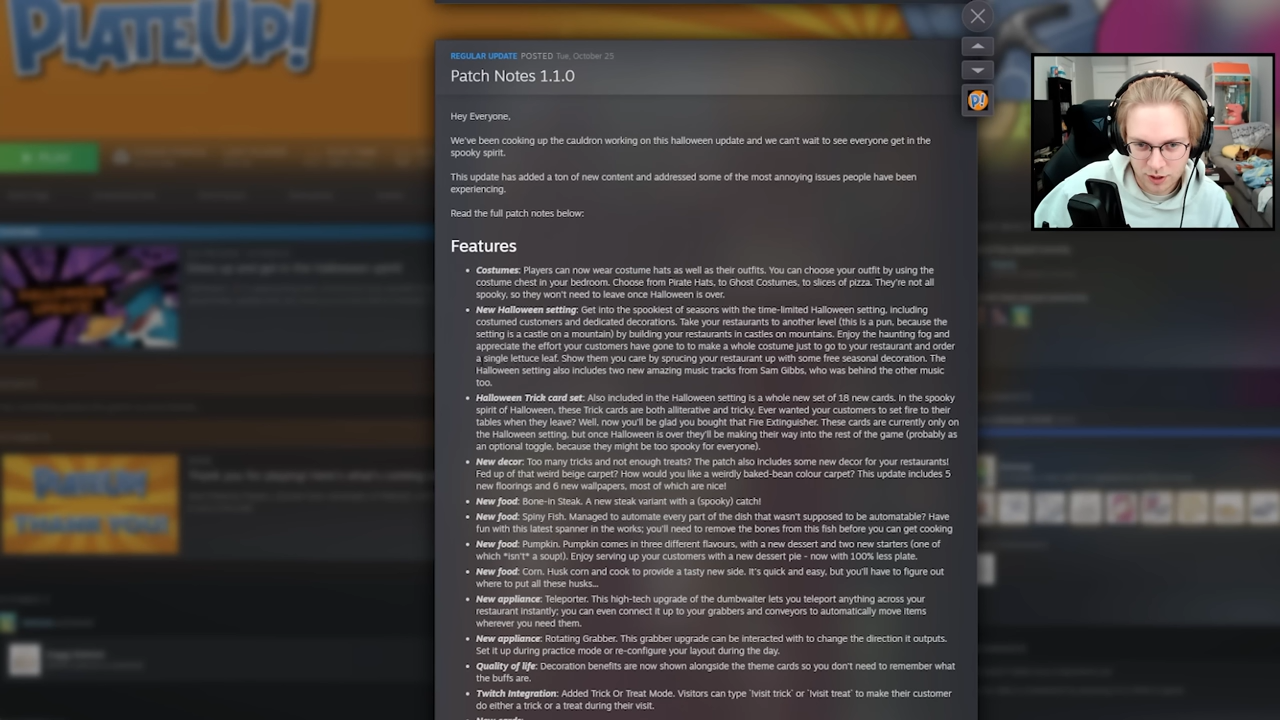 PLATEUP!
REGULAR UPDATE POSTED Tue, October 25
Patch Notes 1.1.0
Hey Everyone,
We've been cooking up the cauldron working on this halloween update and we can't wait to see everyone get in the
spooky spirit.
This update has added a ton of new content and addressed some of the most annoying issues people have been
experiencing.
Read the full patch notes below:
Features
• Costumes: Players can now wear costume hats as well as their outfits. You can choose your outfit by using the
costume chest in your bedroom. Choose from Pirate Hats, to Ghost Costumes, to slices of pizza. They're not all
spooky, so they won't need to leave once Halloween is over.
• New Halloween setting: Get into the spookiest of seasons with the time-limited Halloween setting, including
costumed customers and dedicated decorations. Take your restaurants to another level (this is a pun, because the
setting is a castle on a mountain) by building your restaurants in castles on mountains. Enjoy the haunting fog and
appreciate the effort your customers have gone to to make a whole costume just to go to your restaurant and order
a single lettuce leaf. Show them you care by sprucing your restaurant up with some free seasonal decoration. The
Halloween setting also includes two new amazing music tracks from Sam Gibbs, who was behind the other music
too.
• Halloween Trick card set: Also included in the Halloween setting is a whole new set of 18 new cards. In the spooky
spirit of Halloween, these Trick cards are both alliterative and tricky. Ever wanted your customers to set fire to their
tables when they leave? Well, now you'll be glad you bought that Fire Extinguisher. These cards are currently only on
the Halloween setting, but once Halloween is over they'll be making their way into the rest of the game (probably as
an optional toggle, because they might be too spooky for everyone).
• New decor: Too many tricks and not enough treats? The patch also includes some new decor for your restaurants!
Fed up of that weird beige carpet? How would you like a weirdly baked-bean colour carpet? This update includes 5
new floorings and 6 new wallpapers, most of which are nice!
• New food: Bone-in Steak. A new steak variant with a (spooky) catch!
• New food: Spiny Fish. Managed to automate every part of the dish that wasn't supposed to be automatable? Have
fun with this latest spanner in the works; you'll need to remove the bones from this fish before you can get cooking
• New food: Pumpkin. Pumpkin comes in three different flavours, with a new dessert and two new starters (one of
which *isn't* a soup!). Enjoy serving up your customers with a new dessert pie - now with 100% less plate.
• New food: Corn. Husk corn and cook to provide a tasty new side. It's quick and easy, but you'll have to figure out
where to put all these husks...
• New appliance: Teleporter. This high-tech upgrade of the dumbwaiter lets you teleport anything across your
restaurant instantly; you can even connect it up to your grabbers and conveyors to automatically move items
wherever you need them.
• New appliance: Rotating Grabber. This grabber upgrade can be interacted with to change the direction it outputs.
Set it up during practice mode or re-configure your layout during the day.
• Quality of life: Decoration benefits are now shown alongside the theme cards so you don't need to remember what
the buffs are.
• Twitch Integration: Added Trick Or Treat Mode. Visitors can type `!visit trick` or `!visit treat` to make their customer
do either a trick or a treat during their visit.